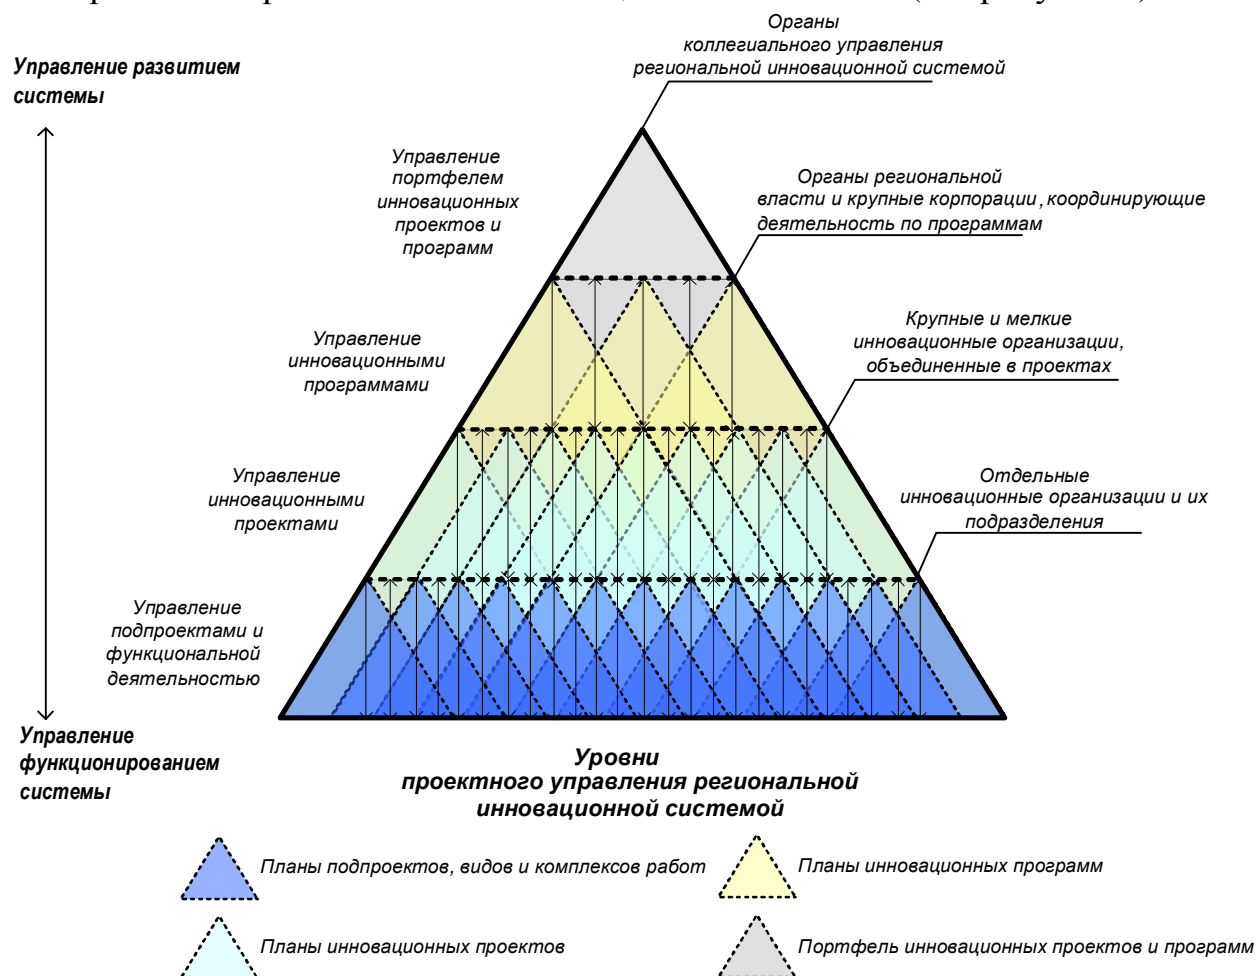 Органы
коллегиального управления
региональной инновационной системой
Управление развитием
системы
Управление
портфелем
инновационных
проектов и
программ
Органы региональной
власти и крупные корпорации, координирующие
деятельность по программам
Управление
инновационными
программами
Крупные и мелкие
инновационные организации,
объединенные в проектах
Управление
инновационными
проектами
Отдельные
инновационные организации и их
подразделения
Управление
подпроектами и
функциональной
деятельностью
Управление
функционированием
системы
Уровни
проектного управления региональной
инновационной системой
Планы подпроектов, видов и комплексов работ
Планы инновационных программ
Планы инновационных проектов
Портфель инновационных проектов и программ